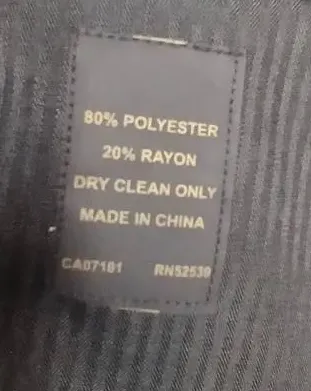 80% POLYESTER
20% RAYON
DRY CLEAN ONLY
MADE IN CHINA
CA07181 RN52539